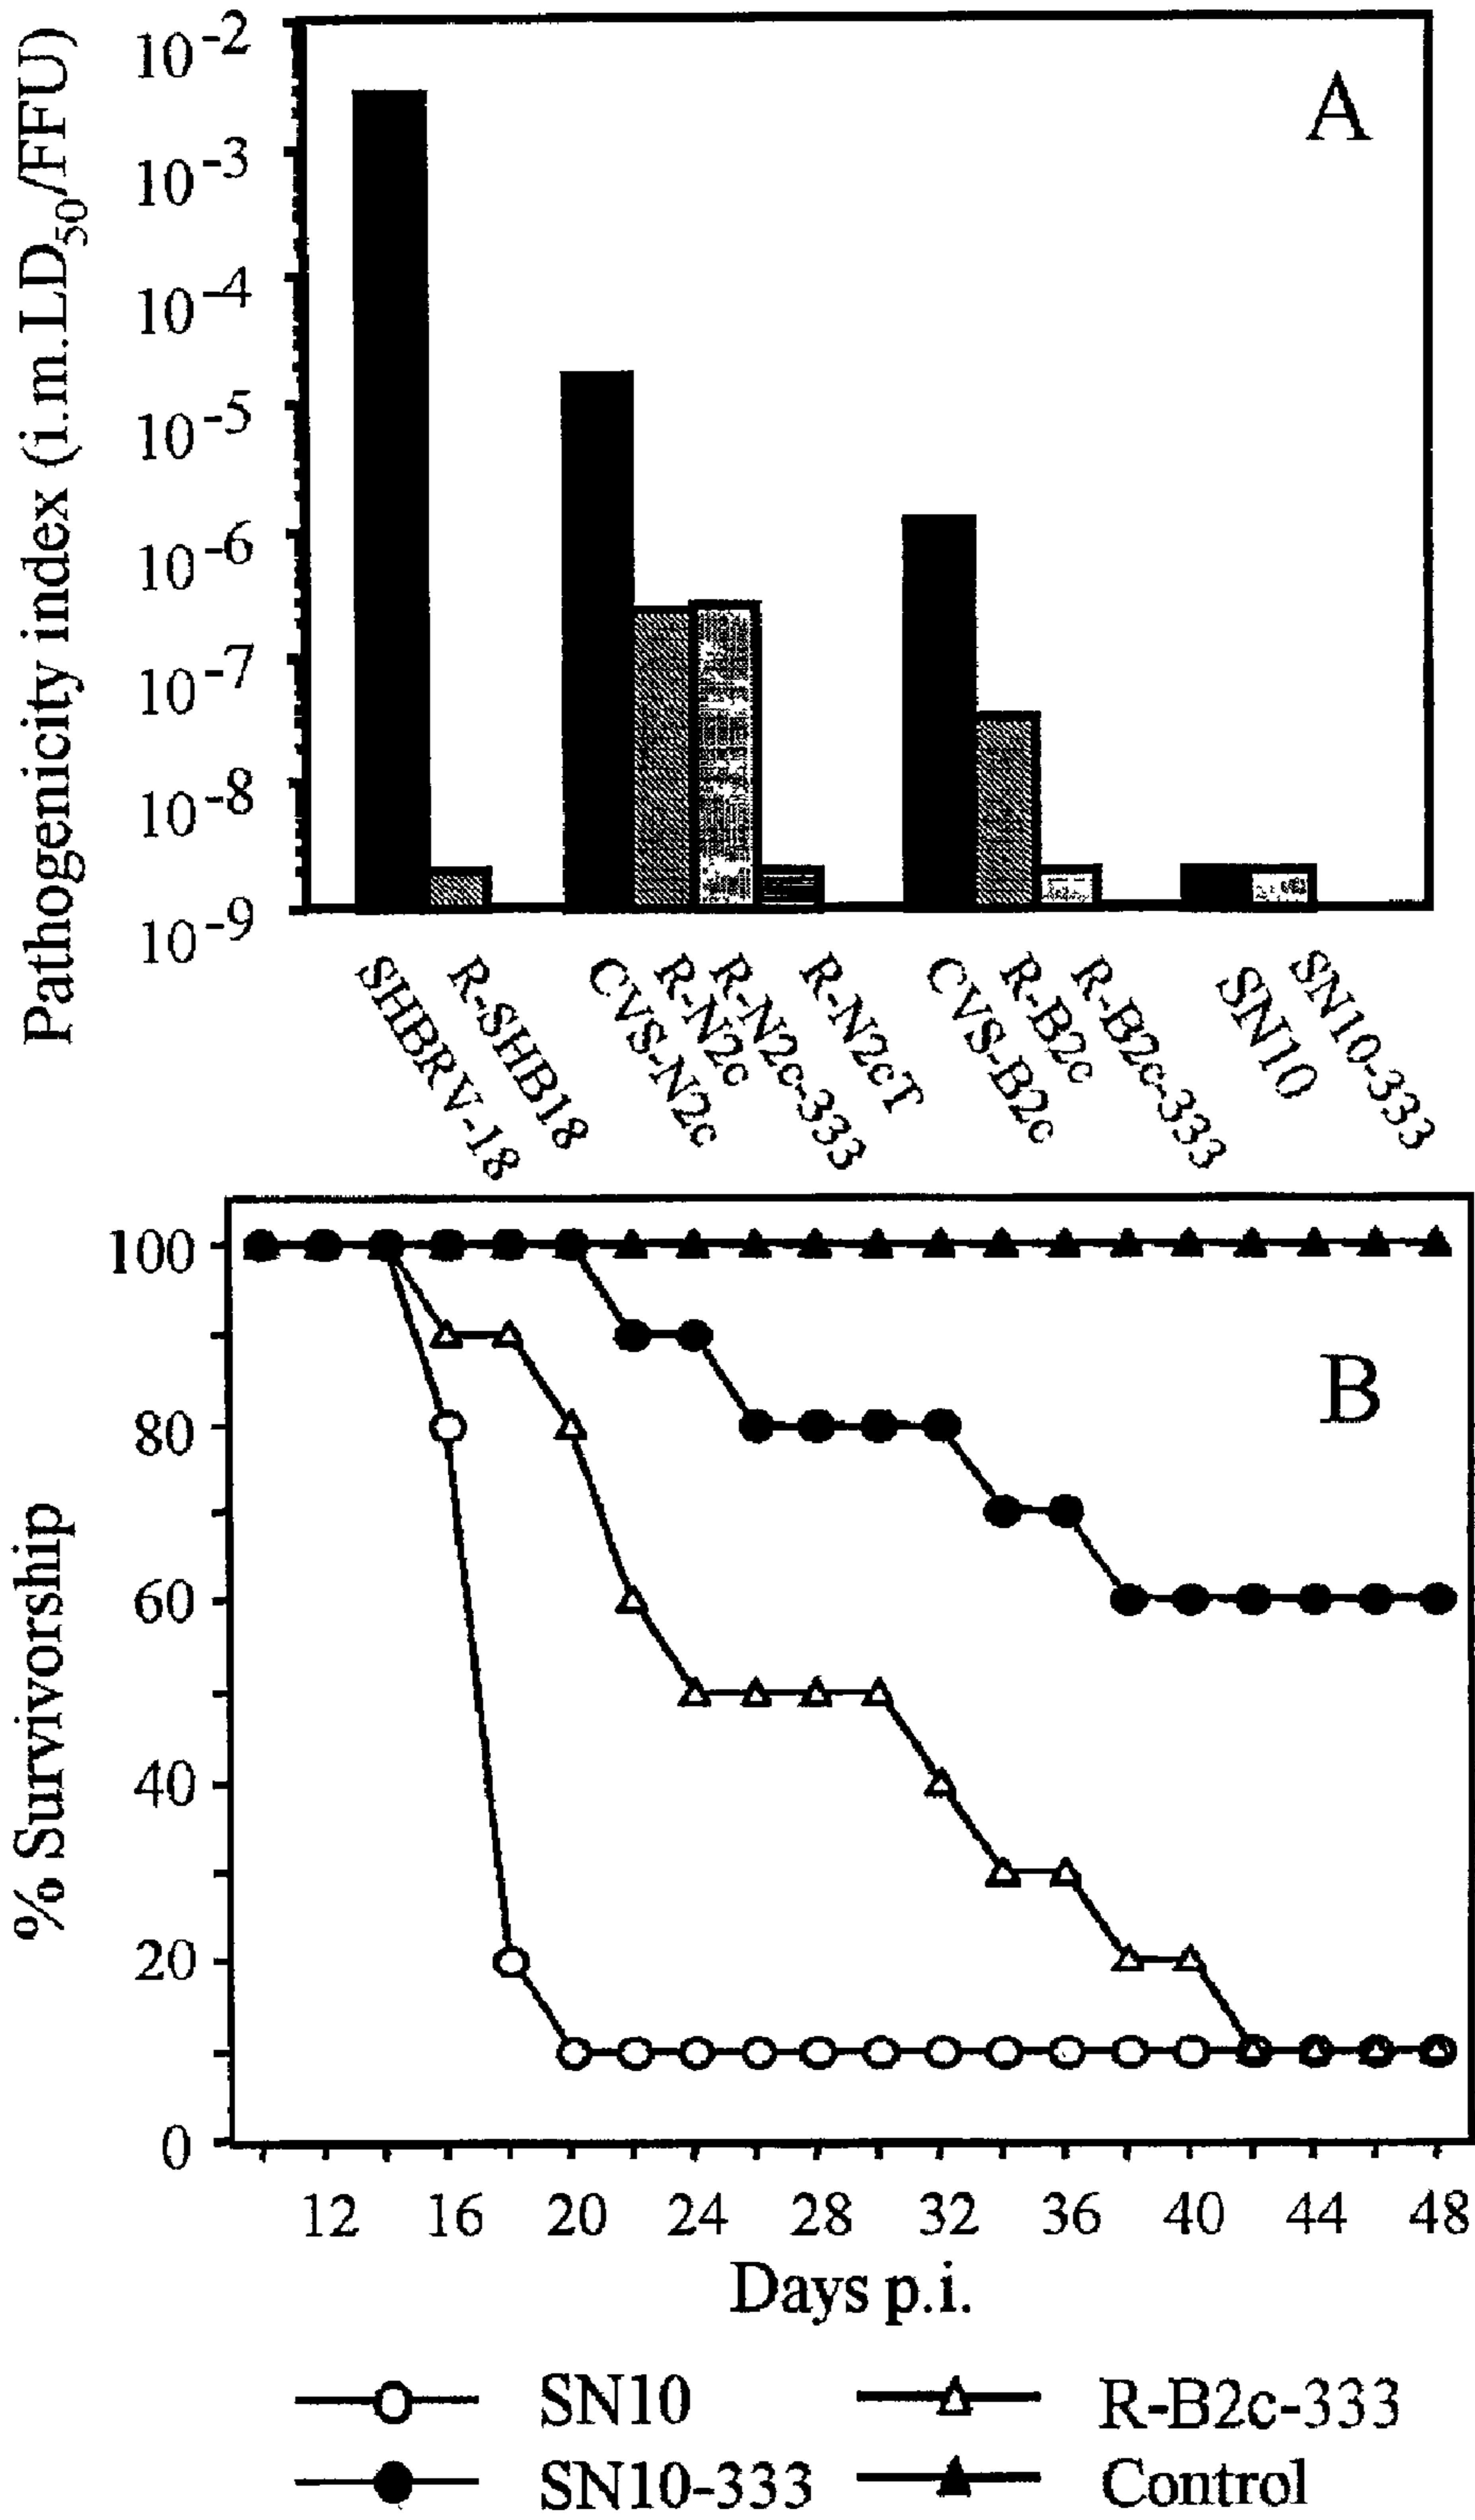 Pathogenicity index (i.m.LD50/FFU)
10-2
10-3
10-4
10-5
10-6
10-7
10-8
10-9
A
SHBRV-18
R-SHB18
CVS-N2c
R-N2c
R-N2c-333
R-N2cT
CVS-B2c
R-B2c
R-B2c-333
SN10
SN10-333
% Survivorship
100
80
60
40
20
0
B
12 16 20 24 28 32 36 40 44 48
Days p.i.
SN10 R-B2c-333
SN10-333 Control